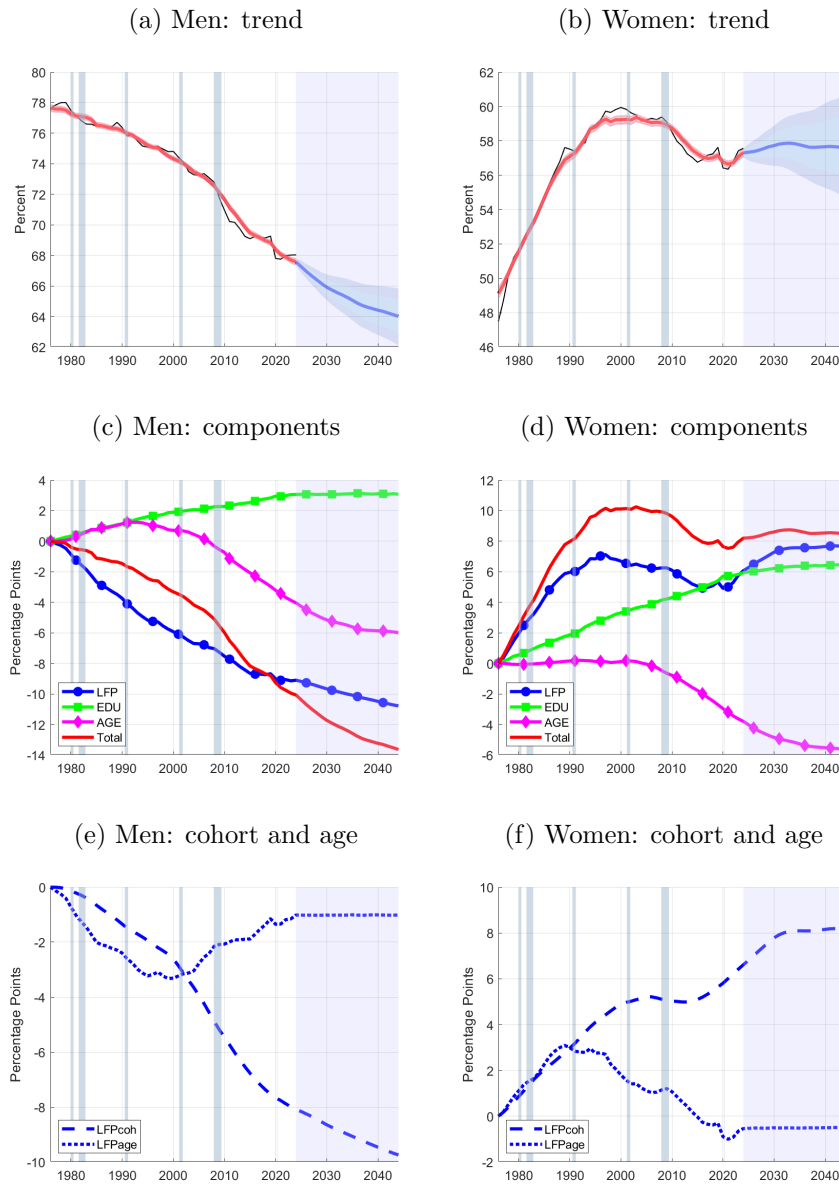 (a) Men: trend
(b) Women: trend
80
78
76
74
72
70
68
66
64
62
Percent
1980 1990 2000 2010 2020 2030 2040
62
60
58
56
54
52
50
48
46
Percent
1980 1990 2000 2010 2020 2030 2040
(c) Men: components
(d) Women: components
4
2
0
-2
-4
-6
-8
-10
-12
-14
Percentage Points
LFP
EDU
AGE
Total
1980 1990 2000 2010 2020 2030 2040
12
10
8
6
4
2
0
-2
-4
-6
Percentage Points
LFP
EDU
AGE
Total
1980 1990 2000 2010 2020 2030 2040
(e) Men: cohort and age
(f) Women: cohort and age
0
-2
-4
-6
-8
-10
Percentage Points
LFPcoh
LFPage
1980 1990 2000 2010 2020 2030 2040
10
8
6
4
2
0
-2
Percentage Points
LFPcoh
LFPage
1980 1990 2000 2010 2020 2030 2040